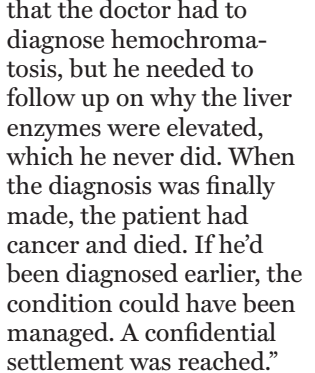 that the doctor had to
diagnose hemochroma-
tosis, but he needed to
follow up on why the liver
enzymes were elevated,
which he never did. When
the diagnosis was finally
made, the patient had
cancer and died. If he’d
been diagnosed earlier, the
condition could have been
managed. A confidential
settlement was reached.”